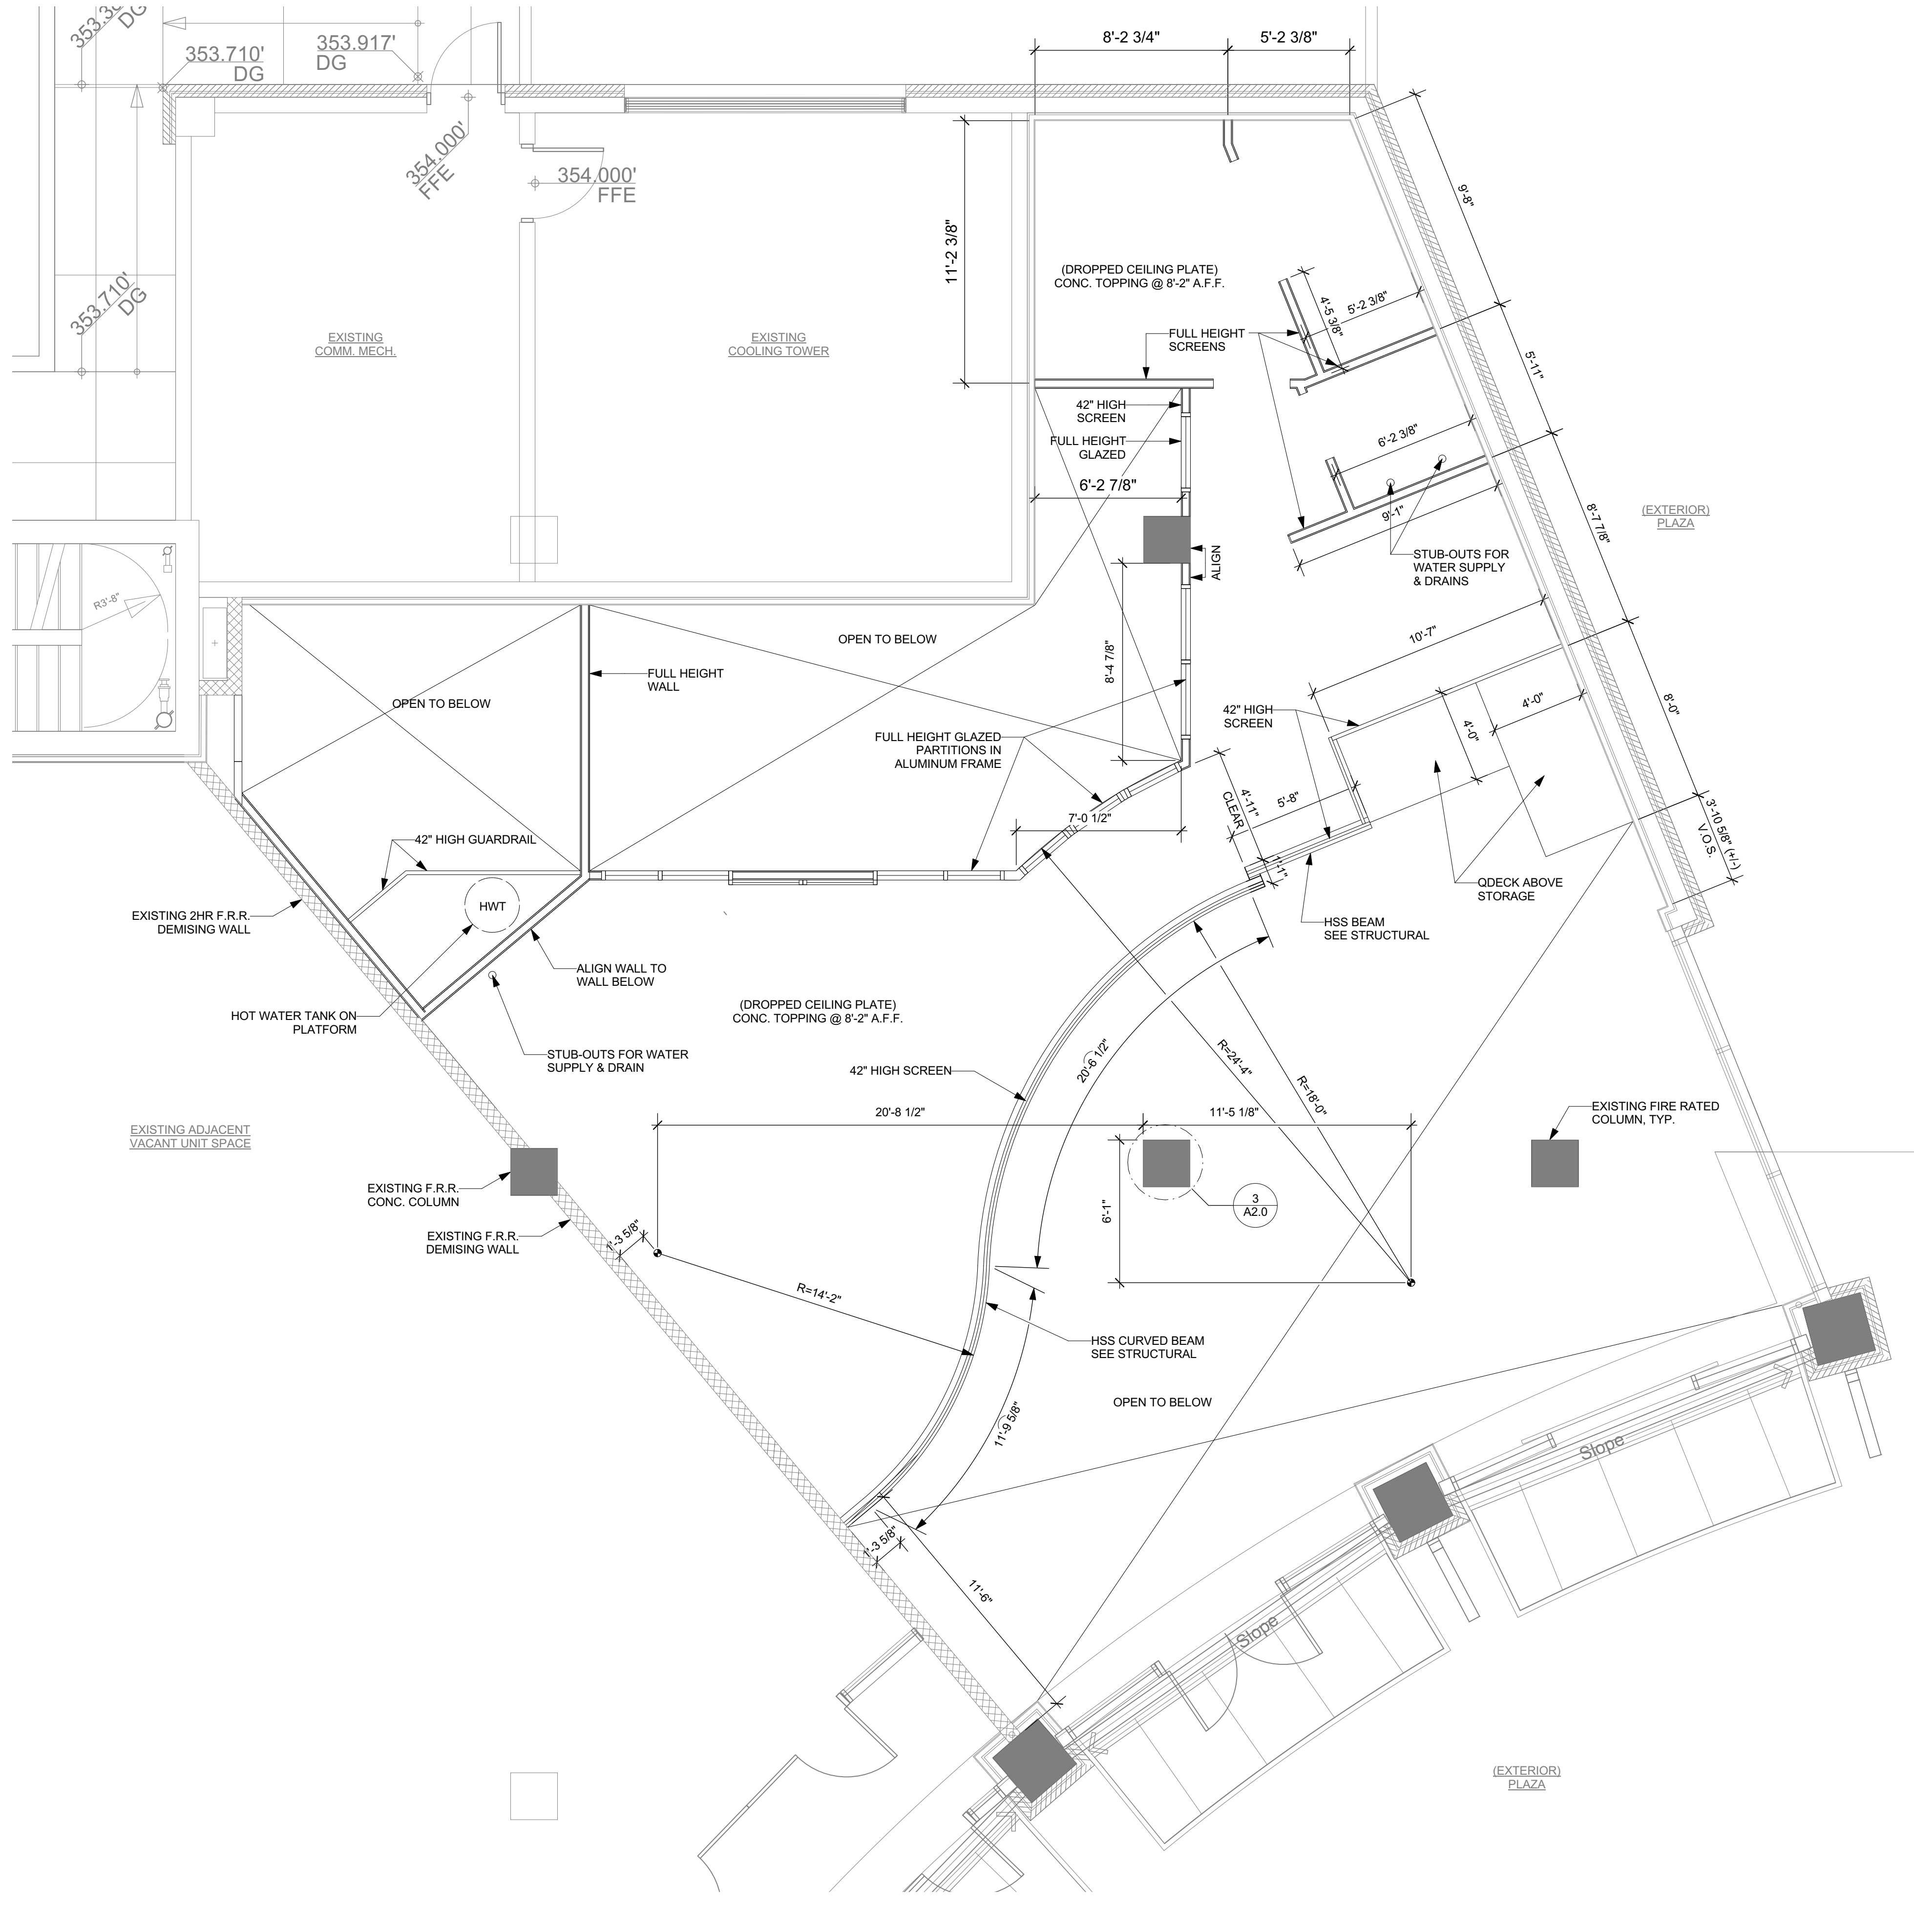 353.710'
DG
353.917'
DG
8'-2 3/4"
5'-2 3/8"
354.000'
FFE
354.000'
FFE
9'-8"
11'-2 3/8"
(DROPPED CEILING PLATE)
CONC. TOPPING @ 8'-2" A.F.F.
353.710'
DG
4'-5 3/8"
5'-2 3/8"
EXISTING
COMM. MECH.
EXISTING
COOLING TOWER
FULL HEIGHT
SCREENS
5'-11"
42" HIGH
SCREEN
FULL HEIGHT
GLAZED
6'-2 3/8"
6'-2 7/8"
9'-1"
8'-7 7/8"
(EXTERIOR)
PLAZA
ALIGN
STUB-OUTS FOR
WATER SUPPLY
& DRAINS
R3'-8"
OPEN TO BELOW
10'-7"
8'-4 7/8"
FULL HEIGHT
WALL
OPEN TO BELOW
4'-0"
4'-0"
8'-0"
42" HIGH
SCREEN
FULL HEIGHT GLAZED
PARTITIONS IN
ALUMINUM FRAME
4'-11"
CLEAR
5'-8"
7'-0 1/2"
3'-10 5/8" (+/-)
V.O.S.
42" HIGH GUARDRAIL
1'-1"
QDECK ABOVE
STORAGE
HWT
EXISTING 2HR F.R.R.
DEMISING WALL
HSS BEAM
SEE STRUCTURAL
ALIGN WALL TO
WALL BELOW
(DROPPED CEILING PLATE)
CONC. TOPPING @ 8'-2" A.F.F.
HOT WATER TANK ON
PLATFORM
STUB-OUTS FOR WATER
SUPPLY & DRAIN
42" HIGH SCREEN
20'-6 1/2"
R=24'-4"
R=18'-0"
20'-8 1/2"
11'-5 1/8"
EXISTING FIRE RATED
COLUMN, TYP.
EXISTING ADJACENT
VACANT UNIT SPACE
EXISTING F.R.R.
CONC. COLUMN
3
A2.0
6'-1"
EXISTING F.R.R.
DEMISING WALL
1'-3 5/8"
R=14'-2"
HSS CURVED BEAM
SEE STRUCTURAL
OPEN TO BELOW
11'-9 5/8"
Slope
1'-3 5/8"
11'-6"
Slope
(EXTERIOR)
PLAZA